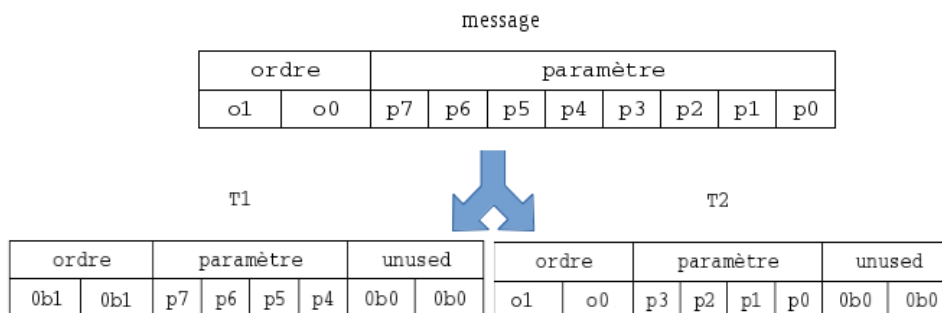 message
ordre paramètre
o1 o0 p7 p6 p5 p4 p3 p2 p1 p0
T1 T2
ordre paramètre unused ordre paramètre unused
0b1 0b1 p7 p6 p5 p4 0b0 0b0 o1 o0 p3 p2 p1 p0 0b0 0b0